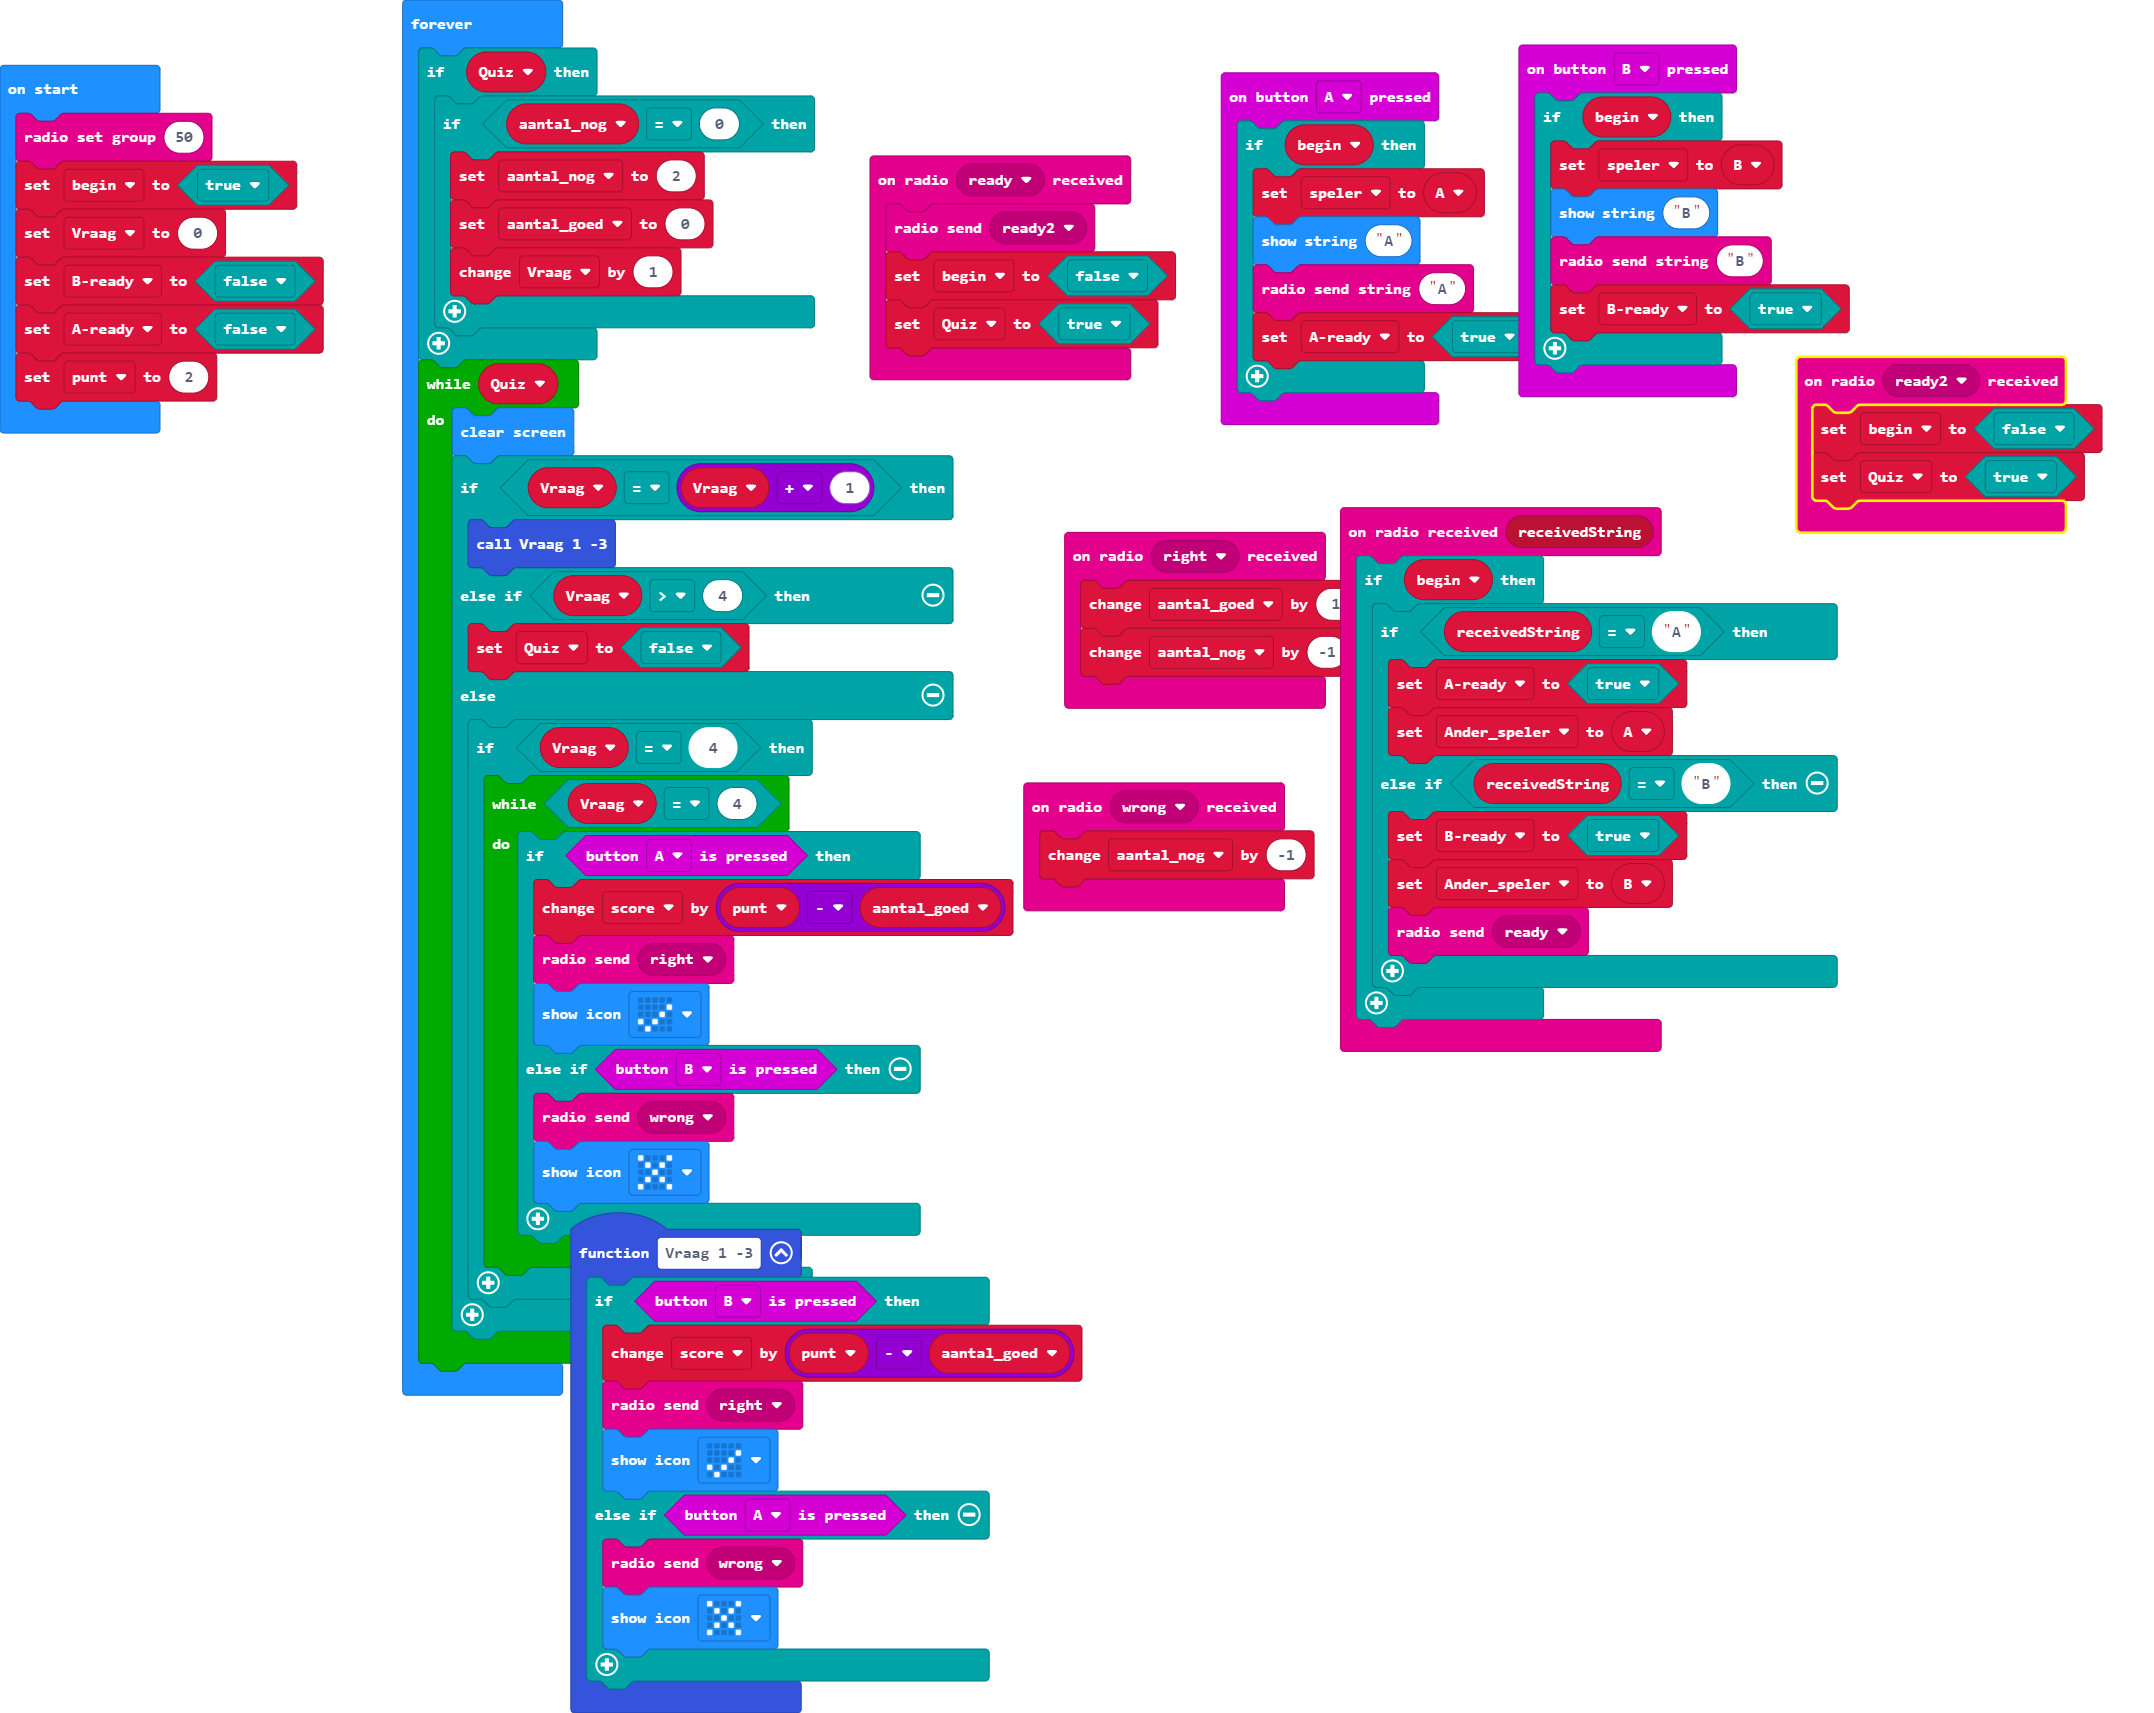 on start
radio set group 50
set begin to true
set Vraag to 0
set B-ready to false
set A-ready to false
set punt to 2
forever
if Quiz then
if aantal_nog = 0 then
set aantal_nog to 2
set aantal_goed to 0
change Vraag by 1
while Quiz
do
clear screen
if Vraag = Vraag + 1 then
call Vraag 1 -3
else if Vraag > 4 then
set Quiz to false
else
if Vraag = 4 then
while Vraag = 4
do
if button A is pressed then
change score by punt - aantal_goed
radio send right
show icon
else if button B is pressed then
radio send wrong
show icon
function Vraag 1 -3
if button B is pressed then
change score by punt - aantal_goed
radio send right
show icon
else if button A is pressed then
radio send wrong
show icon
on radio ready received
radio send ready2
set begin to false
set Quiz to true
on radio right received
change aantal_goed by 1
change aantal_nog by -1
on radio wrong received
change aantal_nog by -1
on button A pressed
if begin then
set speler to A
show string "A"
radio send string "A"
set A-ready to true
on button B pressed
if begin then
set speler to B
show string "B"
radio send string "B"
set B-ready to true
on radio received receivedString
if begin then
if receivedString = "A" then
set A-ready to true
set Ander_speler to A
else if receivedString = "B" then
set B-ready to true
set Ander_speler to B
radio send ready
on radio ready2 received
set begin to false
set Quiz to true